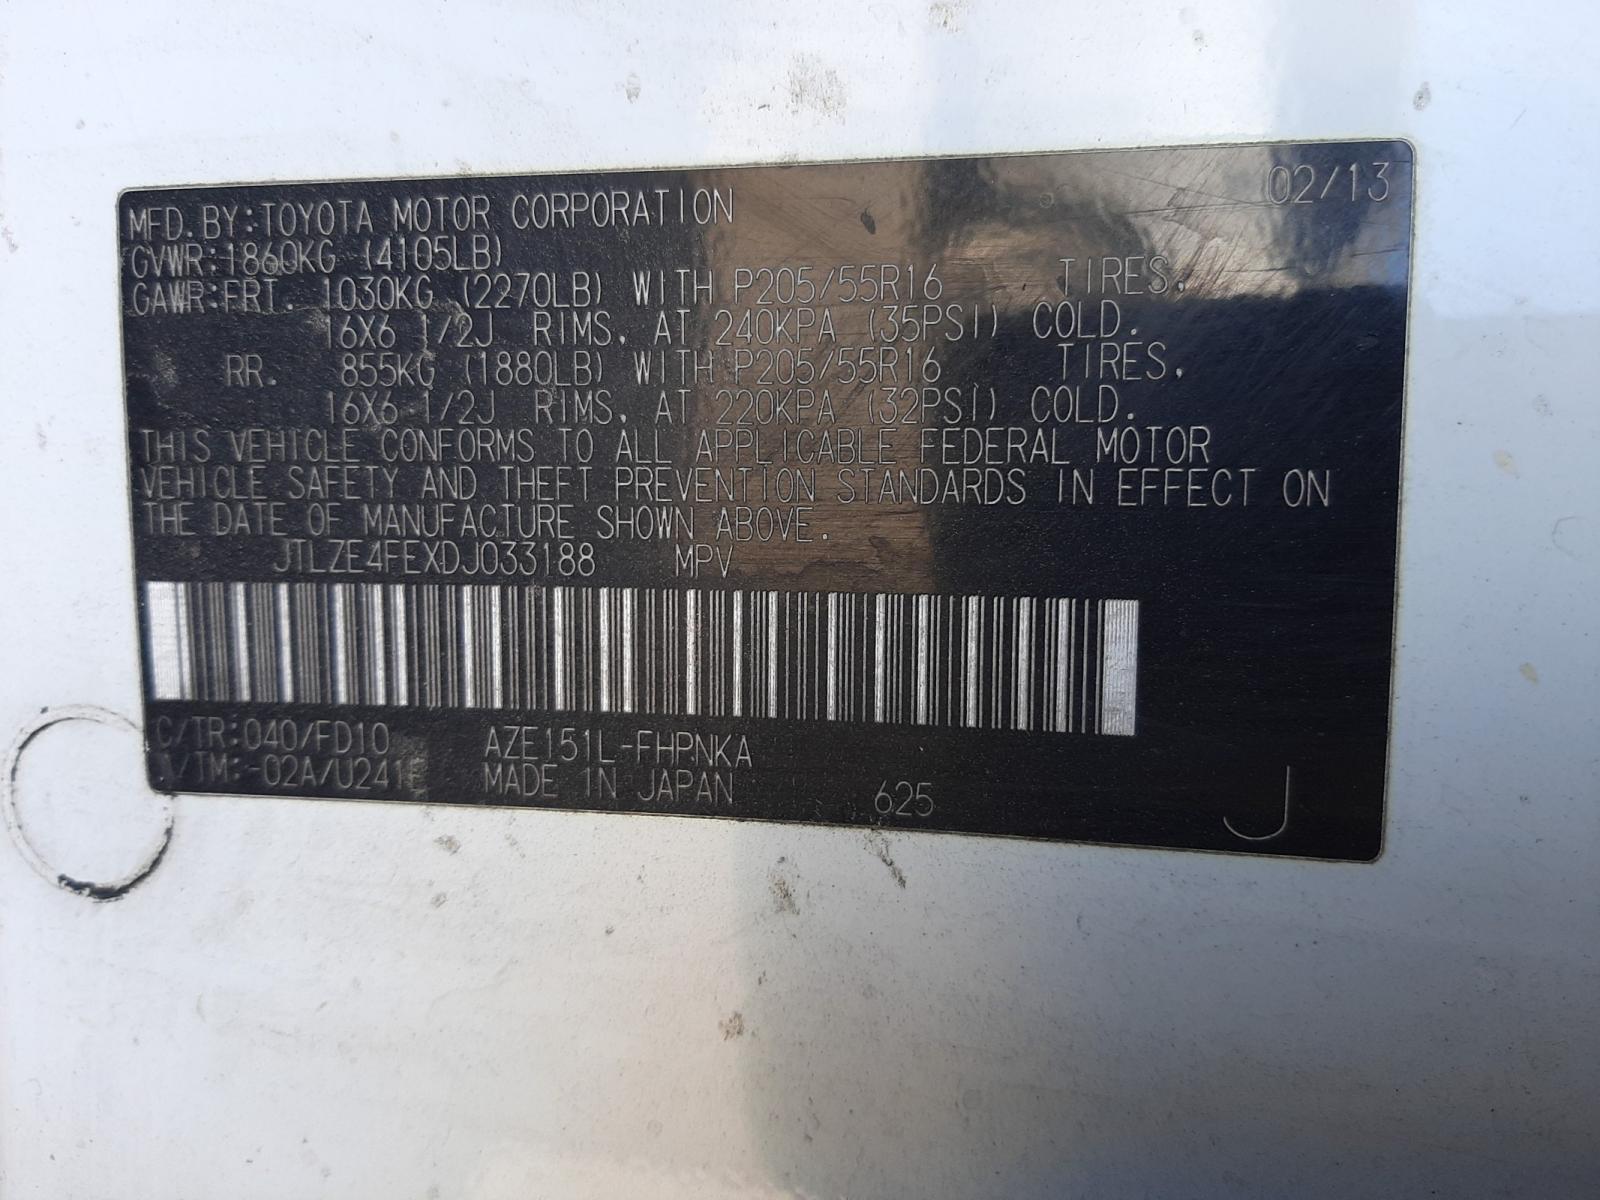 02/13
MFD. BY:TOYOTA MOTOR CORPORATION
GVWR:1860KG (4105LB)
GAWR:FRT. 1030KG (2270LB) WITH P205/55R16 TIRES,
16X6 1/2J RIMS, AT 240KPA (35PSI) COLD.
RR. 855KG (1880LB) WITH P205/55R16 TIRES,
16X6 1/2J RIMS, AT 220KPA (32PSI) COLD.
THIS VEHICLE CONFORMS TO ALL APPLICABLE FEDERAL MOTOR
VEHICLE SAFETY AND THEFT PREVENTION STANDARDS IN EFFECT ON
THE DATE OF MANUFACTURE SHOWN ABOVE.
JTLZE4FEXDJ033188 MPV
C/TR:040/FD10 AZE151L-FHPNKA
MADE IN JAPAN 625 J